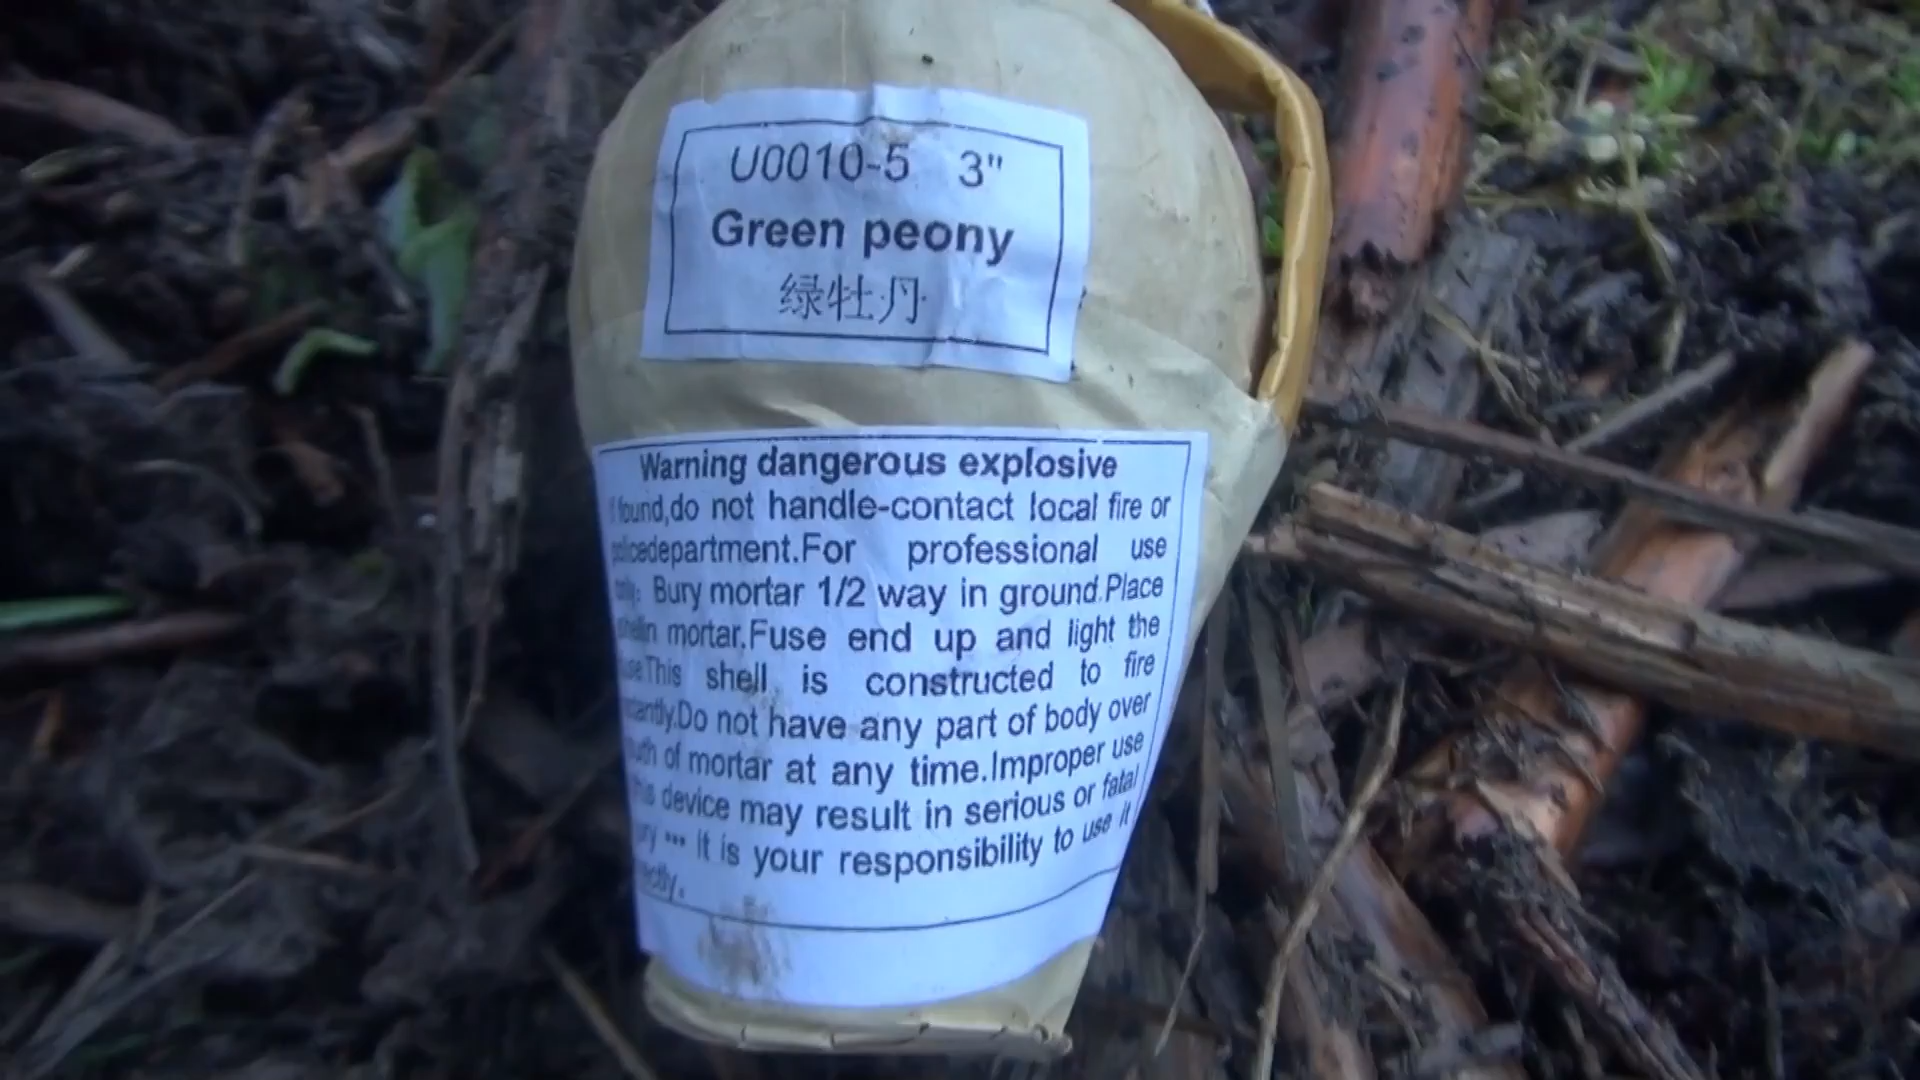 U0010-5 3"
Green peony
绿牡丹
Warning dangerous explosive
found,do not handle-contact local fire or
policedepartment.For professional use
Bury mortar 1/2 way in ground.Place
mortar.Fuse end up and light the
This shell is constructed to fire
Do not have any part of body over
of mortar at any time.Improper use
device may result in serious or fatal
··· it is your responsibility to use it